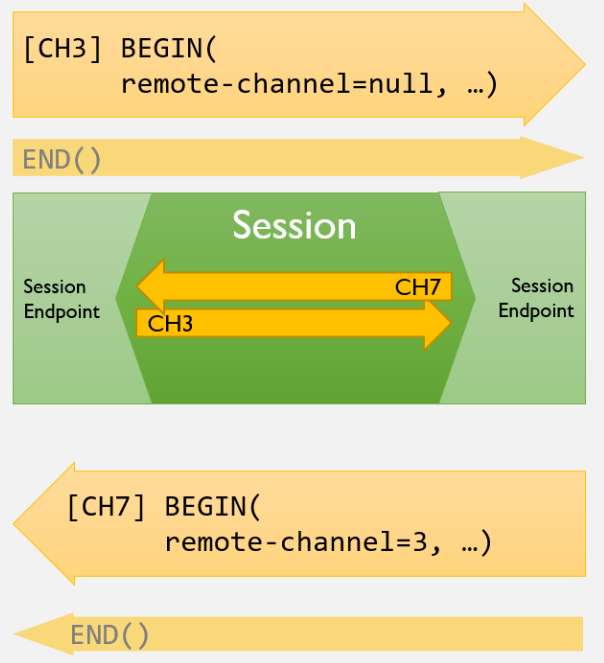 [CH3] BEGIN(
remote-channel=null, …)
END()
Session
Session
Endpoint
CH7
CH3
Session
Endpoint
[CH7] BEGIN(
remote-channel=3, …)
END()